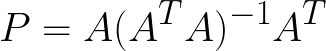 P = A(A^T A)^{-1} A^T